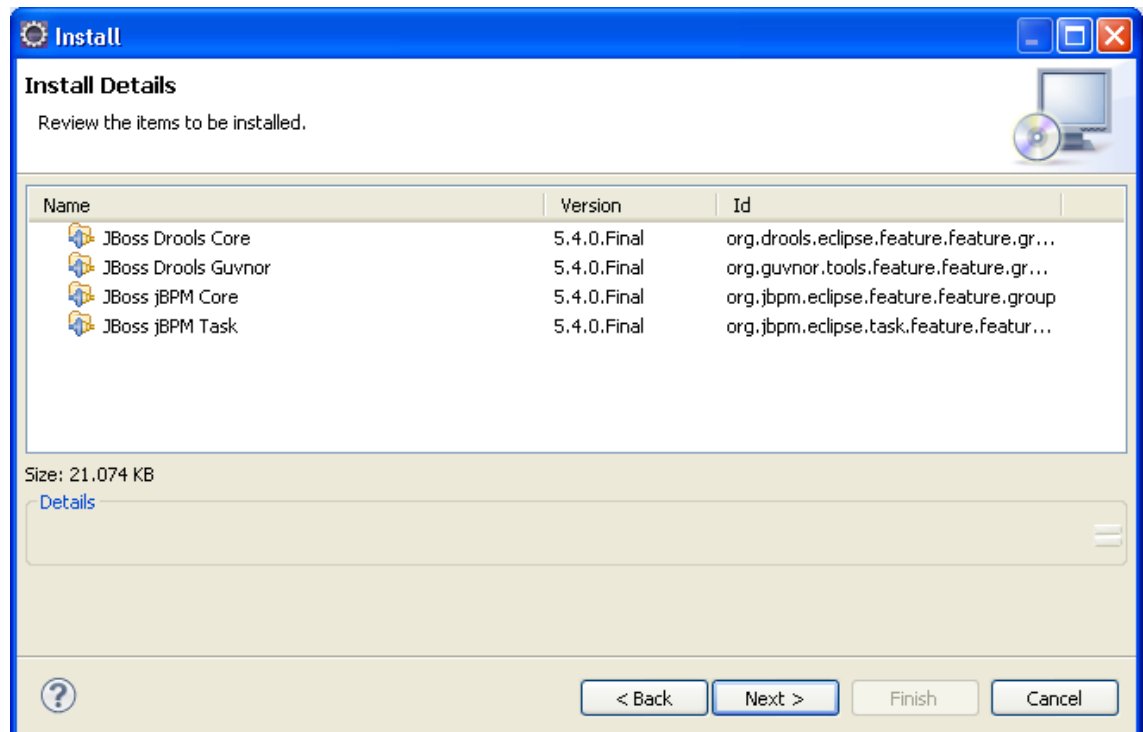 Install
Install Details
Review the items to be installed.
Name Version Id
JBoss Drools Core 5.4.0.Final org.drools.eclipse.feature.feature.gr...
JBoss Drools Guvnor 5.4.0.Final org.guvnor.tools.feature.feature.gr...
JBoss jBPM Core 5.4.0.Final org.jbpm.eclipse.feature.feature.group
JBoss jBPM Task 5.4.0.Final org.jbpm.eclipse.task.feature.featur...
Size: 21.074 KB
Details
? < Back Next > Finish Cancel